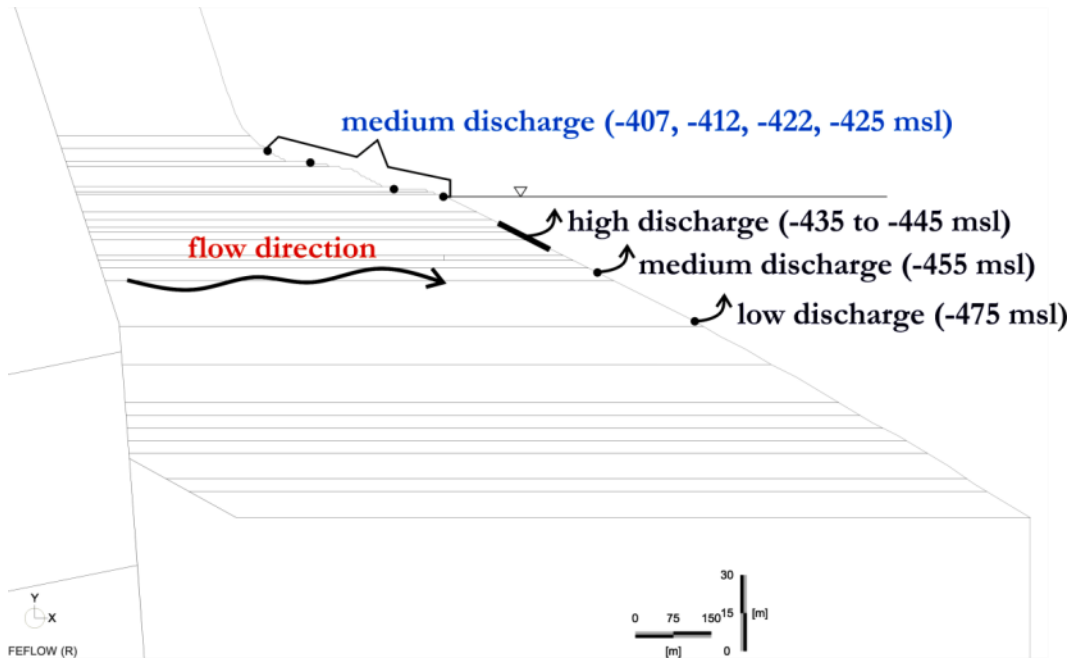 medium discharge (-407, -412, -422, -425 msl)
high discharge (-435 to -445 msl)
flow direction
medium discharge (-455 msl)
low discharge (-475 msl)
30
15 [m]
0
0 75 150
[m]
Y
X
FEFLOW (R)